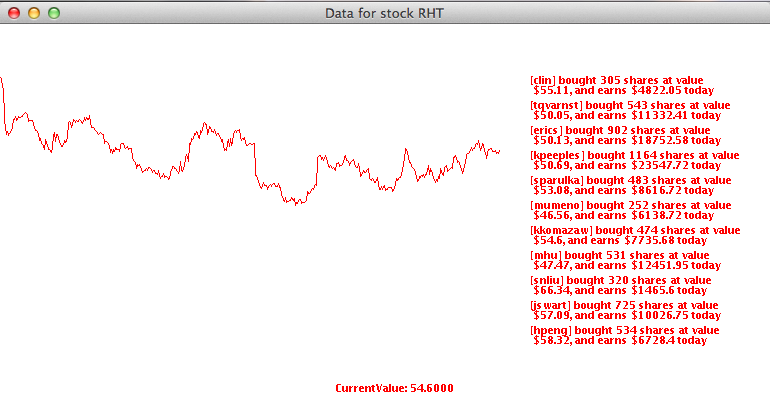 Data for stock RHT
[clin] bought 305 shares at value
$55.11, and earns $4822.05 today
[tqvarnst] bought 543 shares at value
$50.05, and earns $11332.41 today
[erics] bought 902 shares at value
$50.13, and earns $18752.58 today
[kpeeples] bought 1164 shares at value
$50.69, and earns $23547.72 today
[sparulka] bought 483 shares at value
$53.08, and earns $8616.72 today
[mumeno] bought 252 shares at value
$46.56, and earns $6138.72 today
[kkomazaw] bought 474 shares at value
$54.6, and earns $7735.68 today
[mhu] bought 531 shares at value
$47.47, and earns $12451.95 today
[snliu] bought 320 shares at value
$66.34, and earns $1465.6 today
[jswart] bought 725 shares at value
$57.09, and earns $10026.75 today
[hpeng] bought 534 shares at value
$58.32, and earns $6728.4 today
CurrentValue: 54.6000